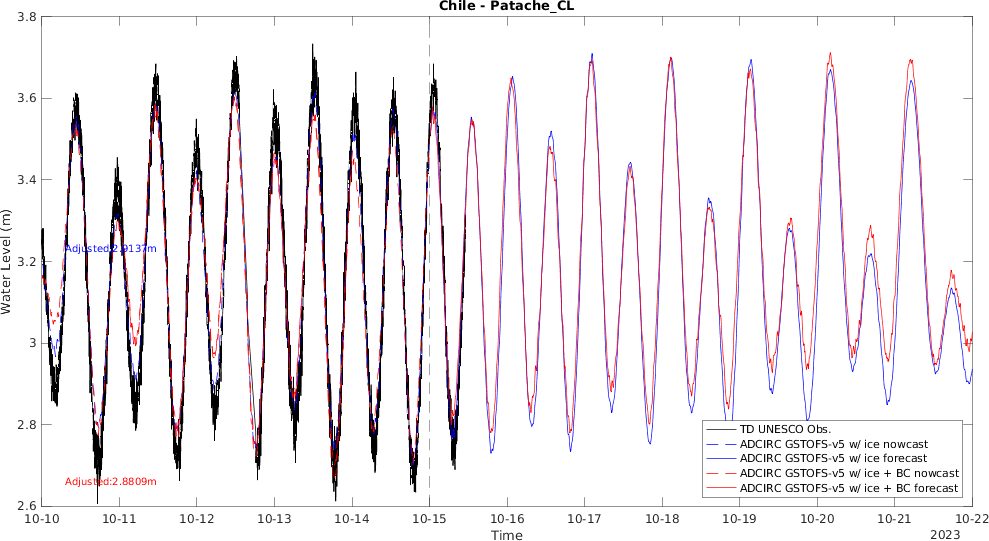 Chile - Patache_CL
3.8
3.6
3.4
3.2
3
2.8
2.6
Water Level (m)
Adjusted:2.9137m
Adjusted:2.8809m
TD UNESCO Obs.
ADCIRC GSTOFS-v5 w/ ice nowcast
ADCIRC GSTOFS-v5 w/ ice forecast
ADCIRC GSTOFS-v5 w/ ice + BC nowcast
ADCIRC GSTOFS-v5 w/ ice + BC forecast
10-10 10-11 10-12 10-13 10-14 10-15 10-16 10-17 10-18 10-19 10-20 10-21 10-22
Time
2023